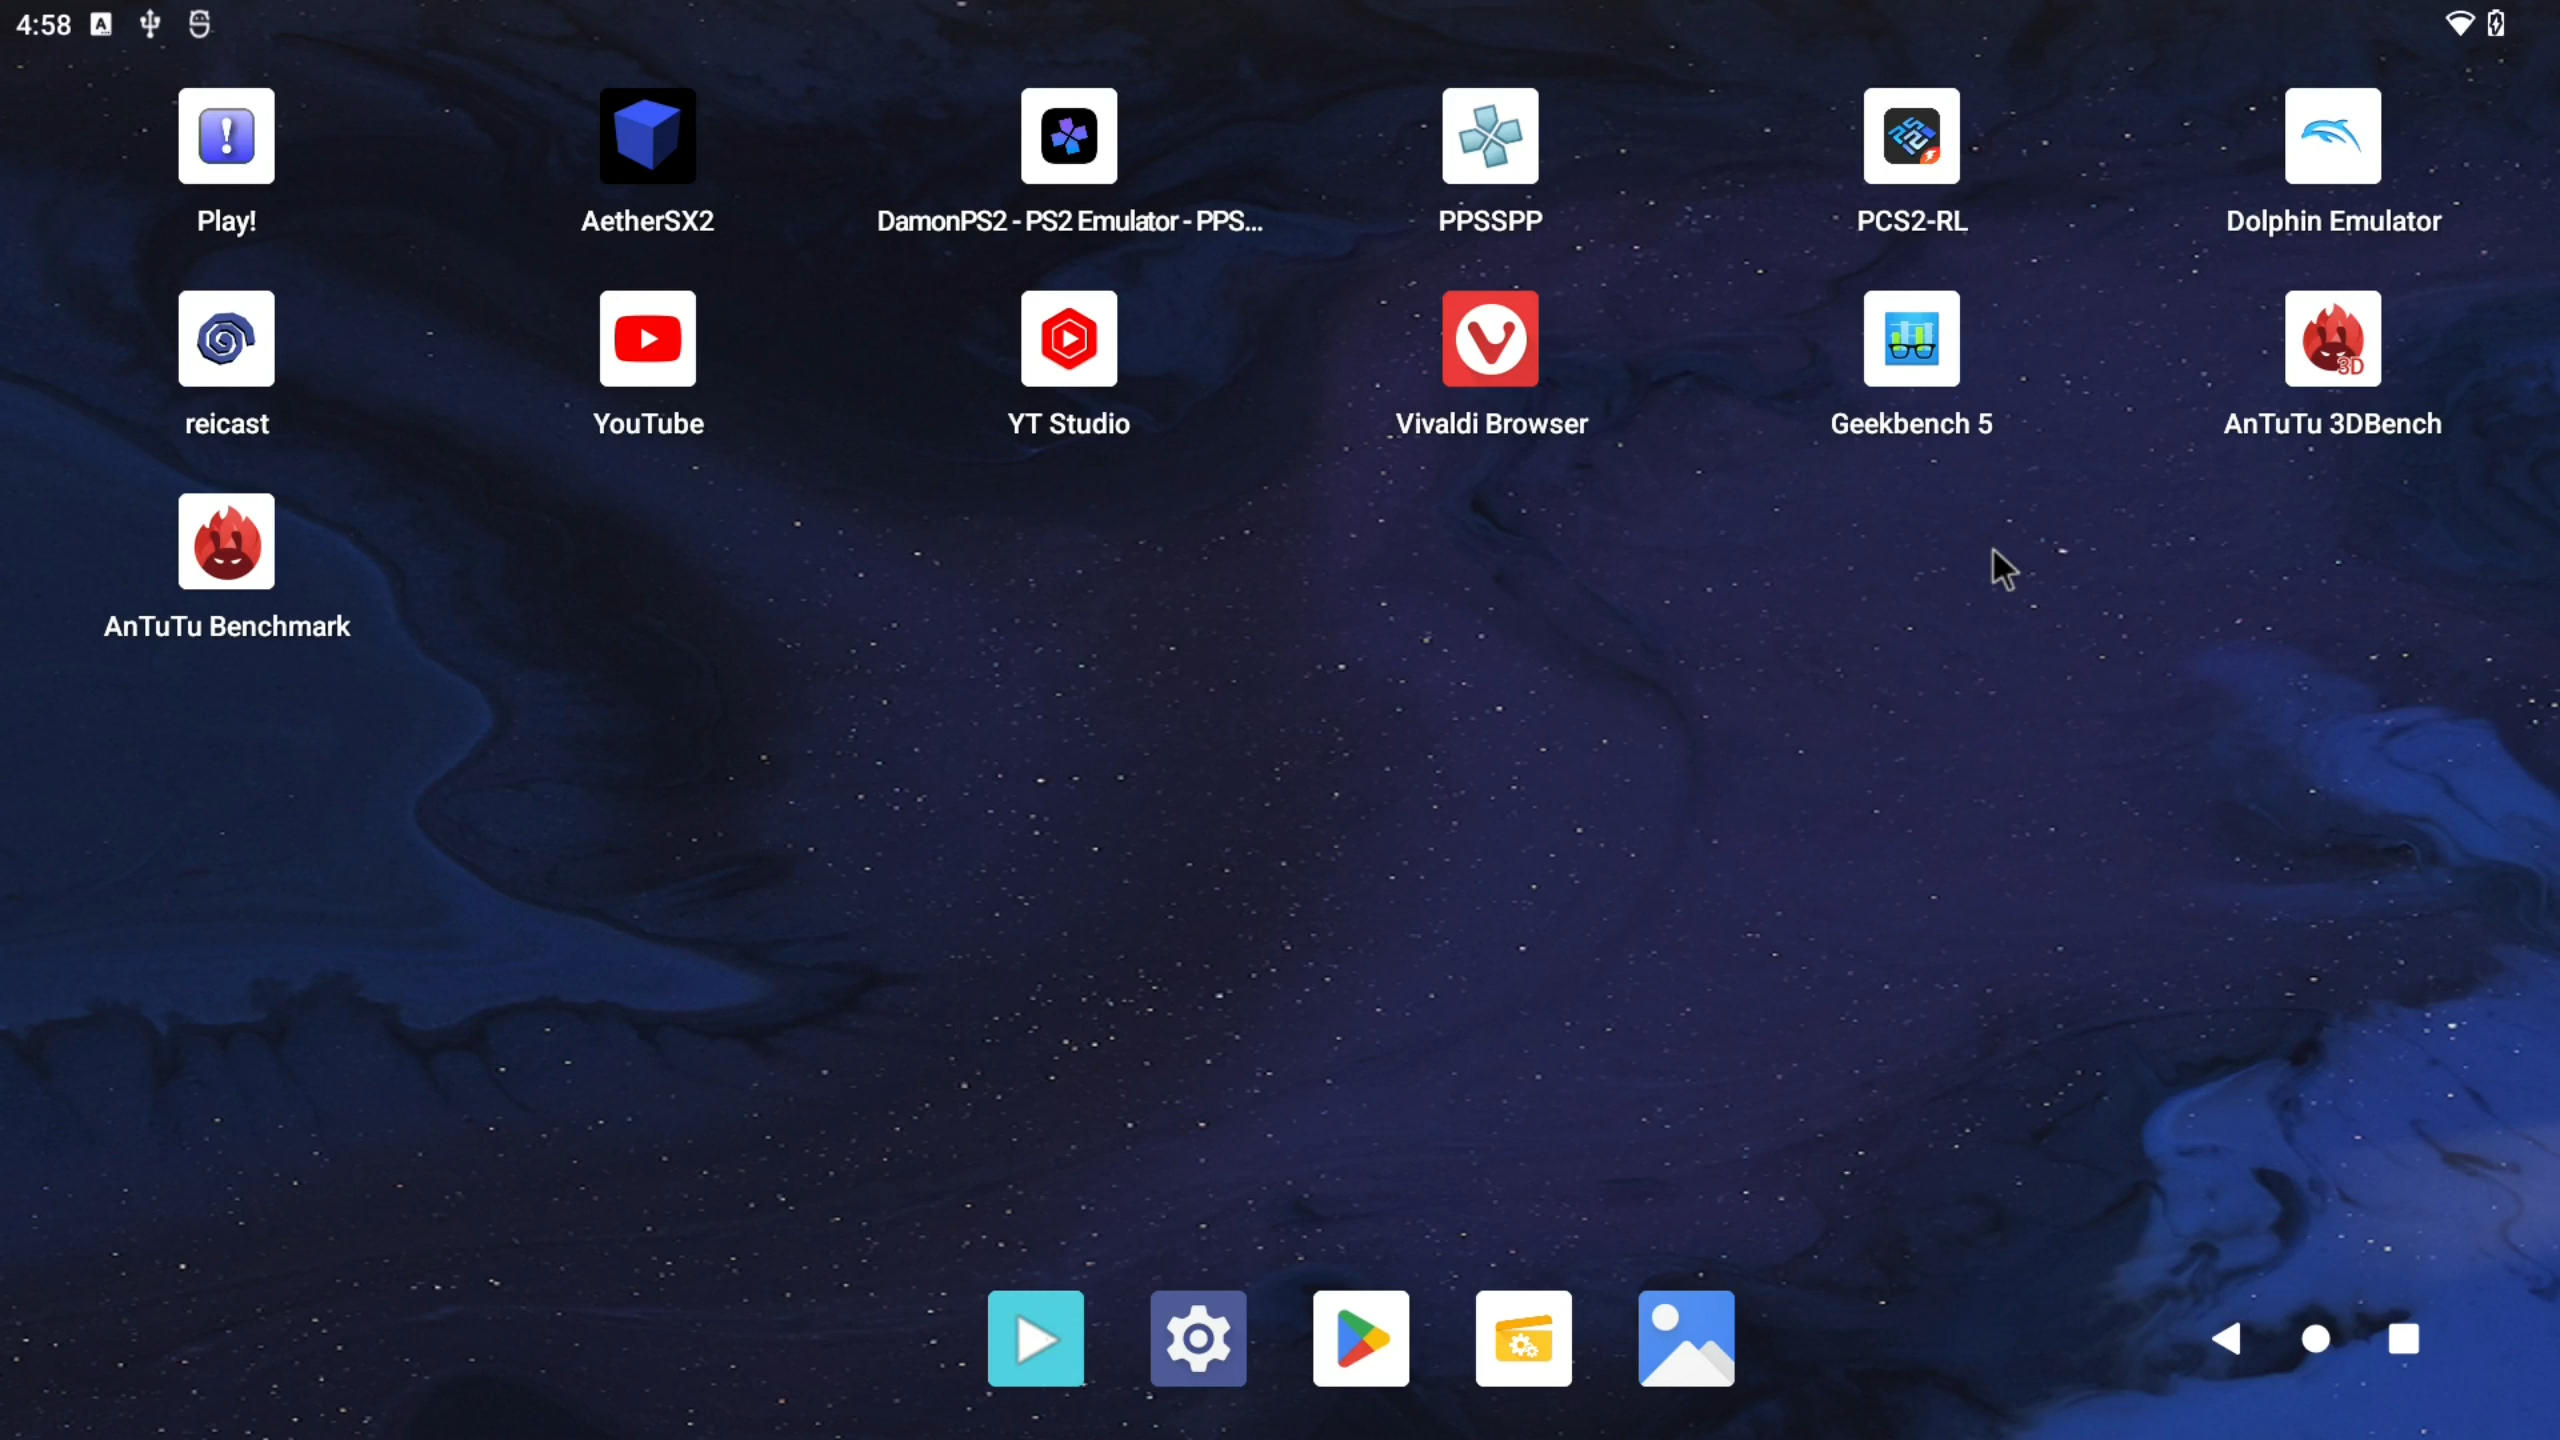 4:58
Play!
AetherSX2
DamonPS2 - PS2 Emulator - PPS...
PPSSPP
PCS2-RL
Dolphin Emulator
reicast
YouTube
YT Studio
Vivaldi Browser
Geekbench 5
3D
AnTuTu 3DBench
AnTuTu Benchmark